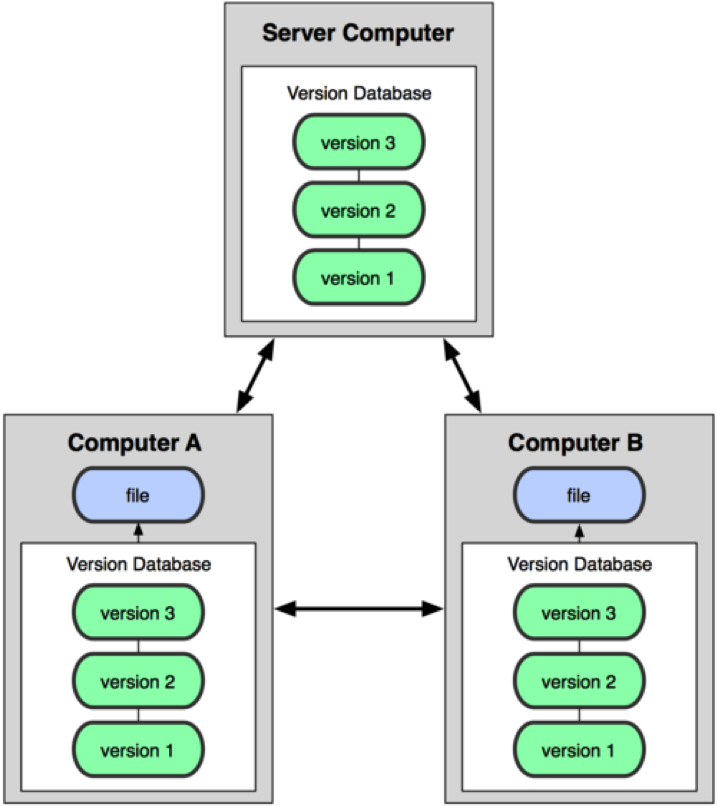 Server Computer
Version Database
version 3
version 2
version 1
Computer A
file
Version Database
version 3
version 2
version 1
Computer B
file
Version Database
version 3
version 2
version 1